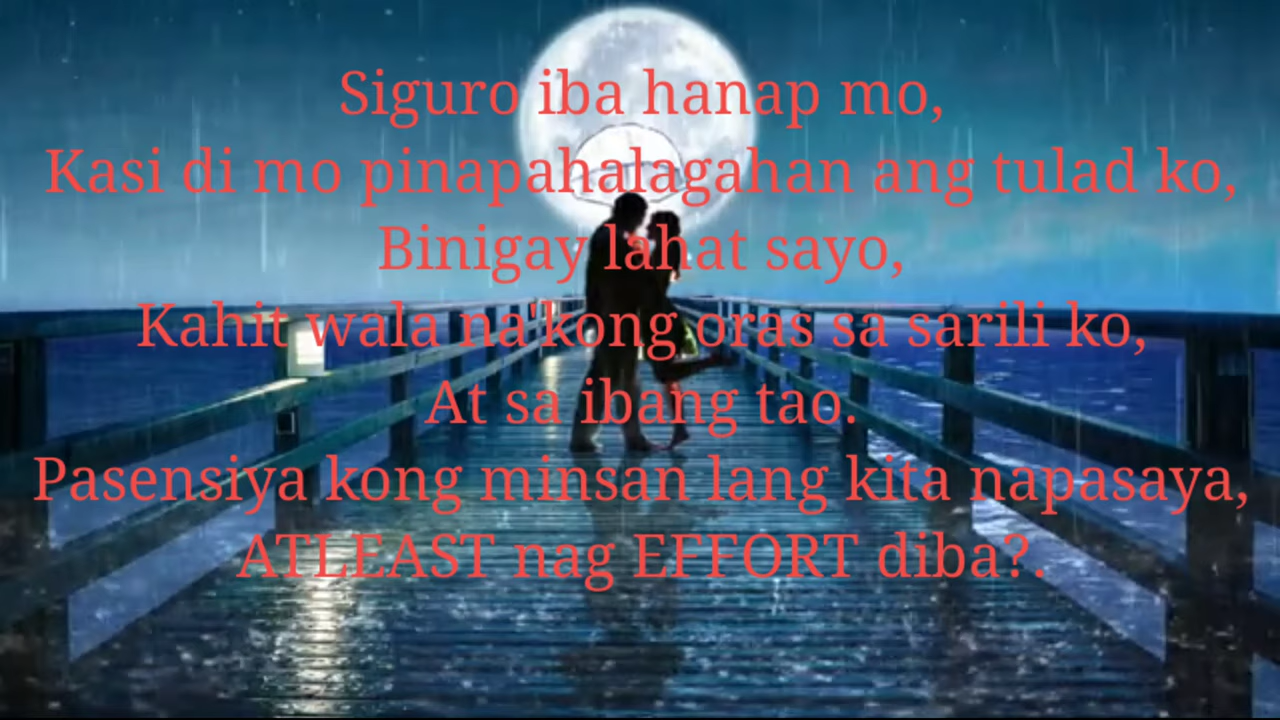 Siguro iba hanap mo,
Kasi di mo pinapahalagahan ang tulad ko,
Binigay lahat sayo,
Kahit wala na'kong oras sa sarili ko,
At sa ibang tao.
Pasensiya kong minsan lang kita napasaya,
ATLEAST nag EFFORT diba?.